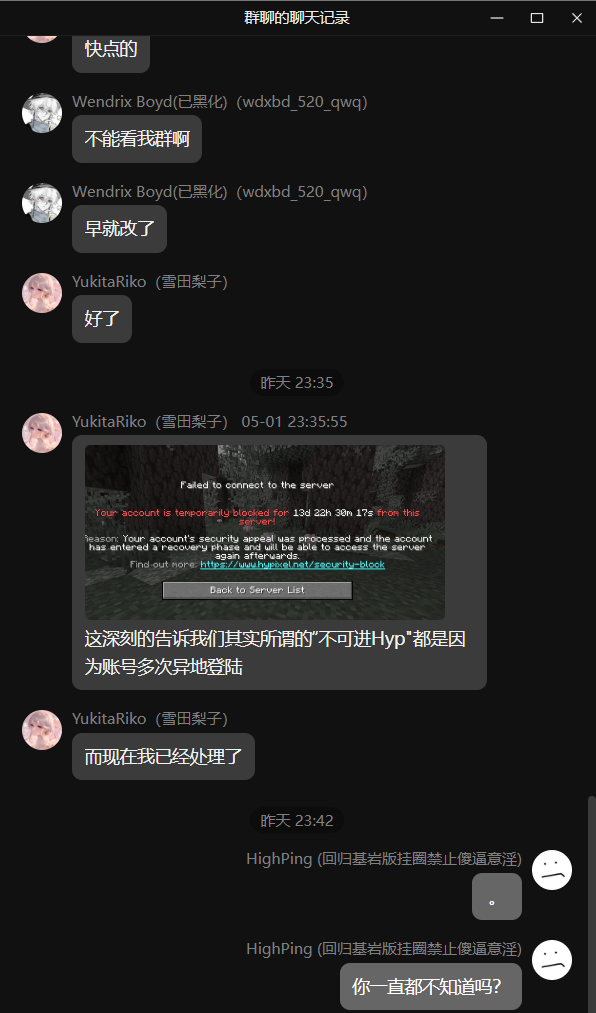 群聊的聊天记录
快点的
Wendrix Boyd(已黑化)（wdxbd_520_qwq）
不能看我群啊
Wendrix Boyd(已黑化)（wdxbd_520_qwq）
早就改了
YukitaRiko（雪田梨子）
好了
昨天 23:35
YukitaRiko（雪田梨子） 05-01 23:35:55
Failed to connect to the server
Your account is temporarily blocked for 13d 22h 30m 17s from this
server!
Reason: Your account's security appeal was processed and the account
has entered a recovery phase and will be able to access the server
again afterwards.
Find out more: https://www.hypixel.net/security-block
Back to Server List
这深刻的告诉我们其实所谓的“不可进Hyp"都是因
为账号多次异地登陆
YukitaRiko（雪田梨子）
而现在我已经处理了
昨天 23:42
HighPing (回归基岩版挂圈禁止傻逼意淫)
。
HighPing (回归基岩版挂圈禁止傻逼意淫)
你一直都不知道吗?